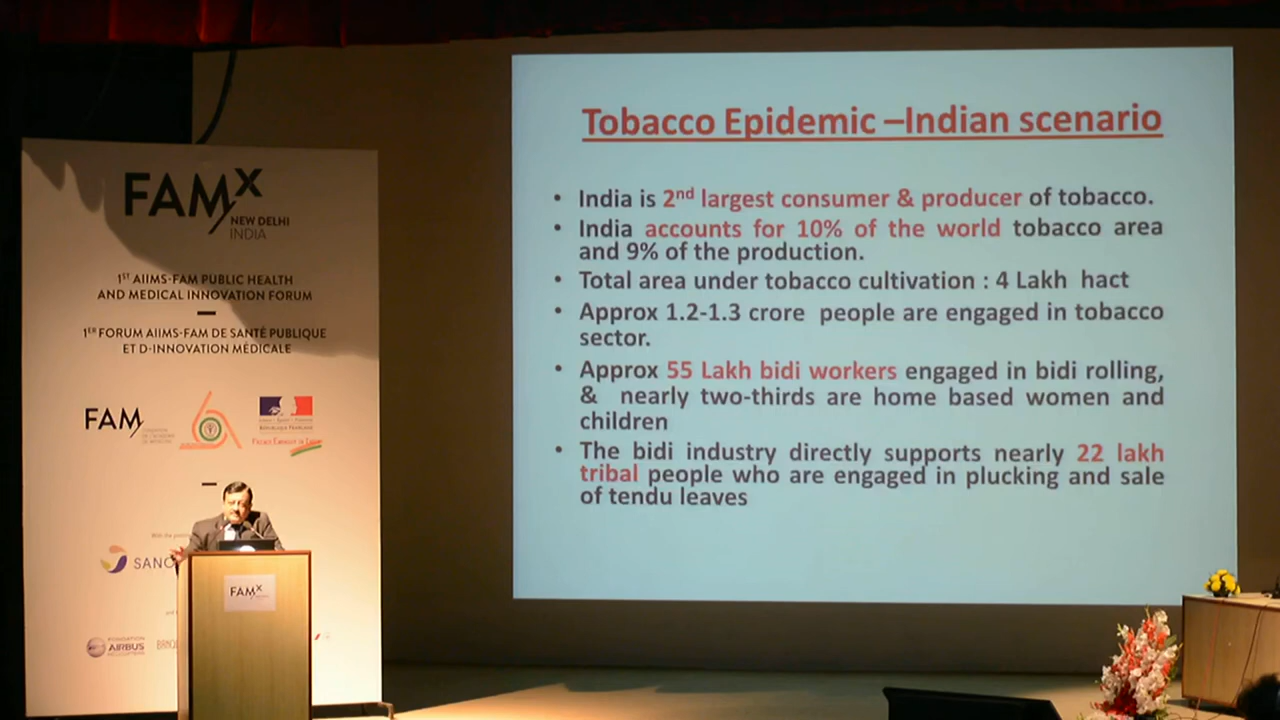 FAMx
NEW DELHI
INDIA
1ST AIIMS-FAM PUBLIC HEALTH
AND MEDICAL INNOVATION FORUM
1ER FORUM AIIMS-FAM DE SANTÉ PUBLIQUE
ET D-INNOVATION MÉDICALE
FAM
SANO
FONDATION
AIRBUS
HELICOPTERS
FAMx
Tobacco Epidemic –Indian scenario
• India is 2nd largest consumer & producer of tobacco.
• India accounts for 10% of the world tobacco area
and 9% of the production.
• Total area under tobacco cultivation : 4 Lakh hact
• Approx 1.2-1.3 crore people are engaged in tobacco
sector.
• Approx 55 Lakh bidi workers engaged in bidi rolling,
& nearly two-thirds are home based women and
children
• The bidi industry directly supports nearly 22 lakh
tribal people who are engaged in plucking and sale
of tendu leaves